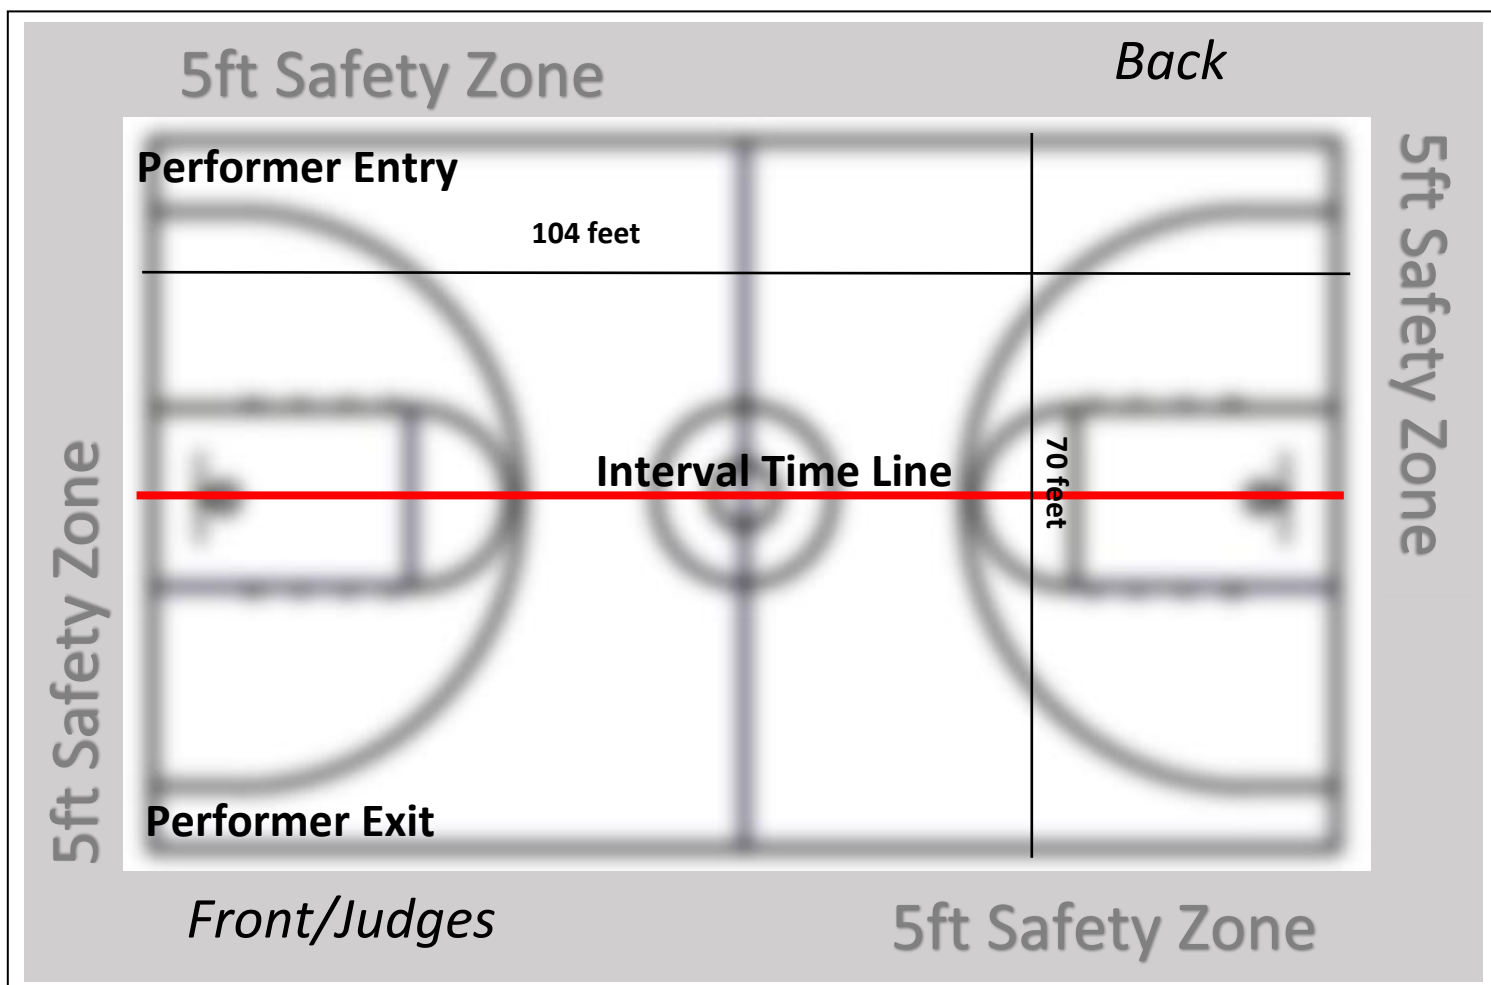 5ft Safety Zone
Back
Performer Entry
104 feet
5ft Safety Zone
Interval Time Line
70 feet
5ft Safety Zone
Performer Exit
Front/Judges
5ft Safety Zone